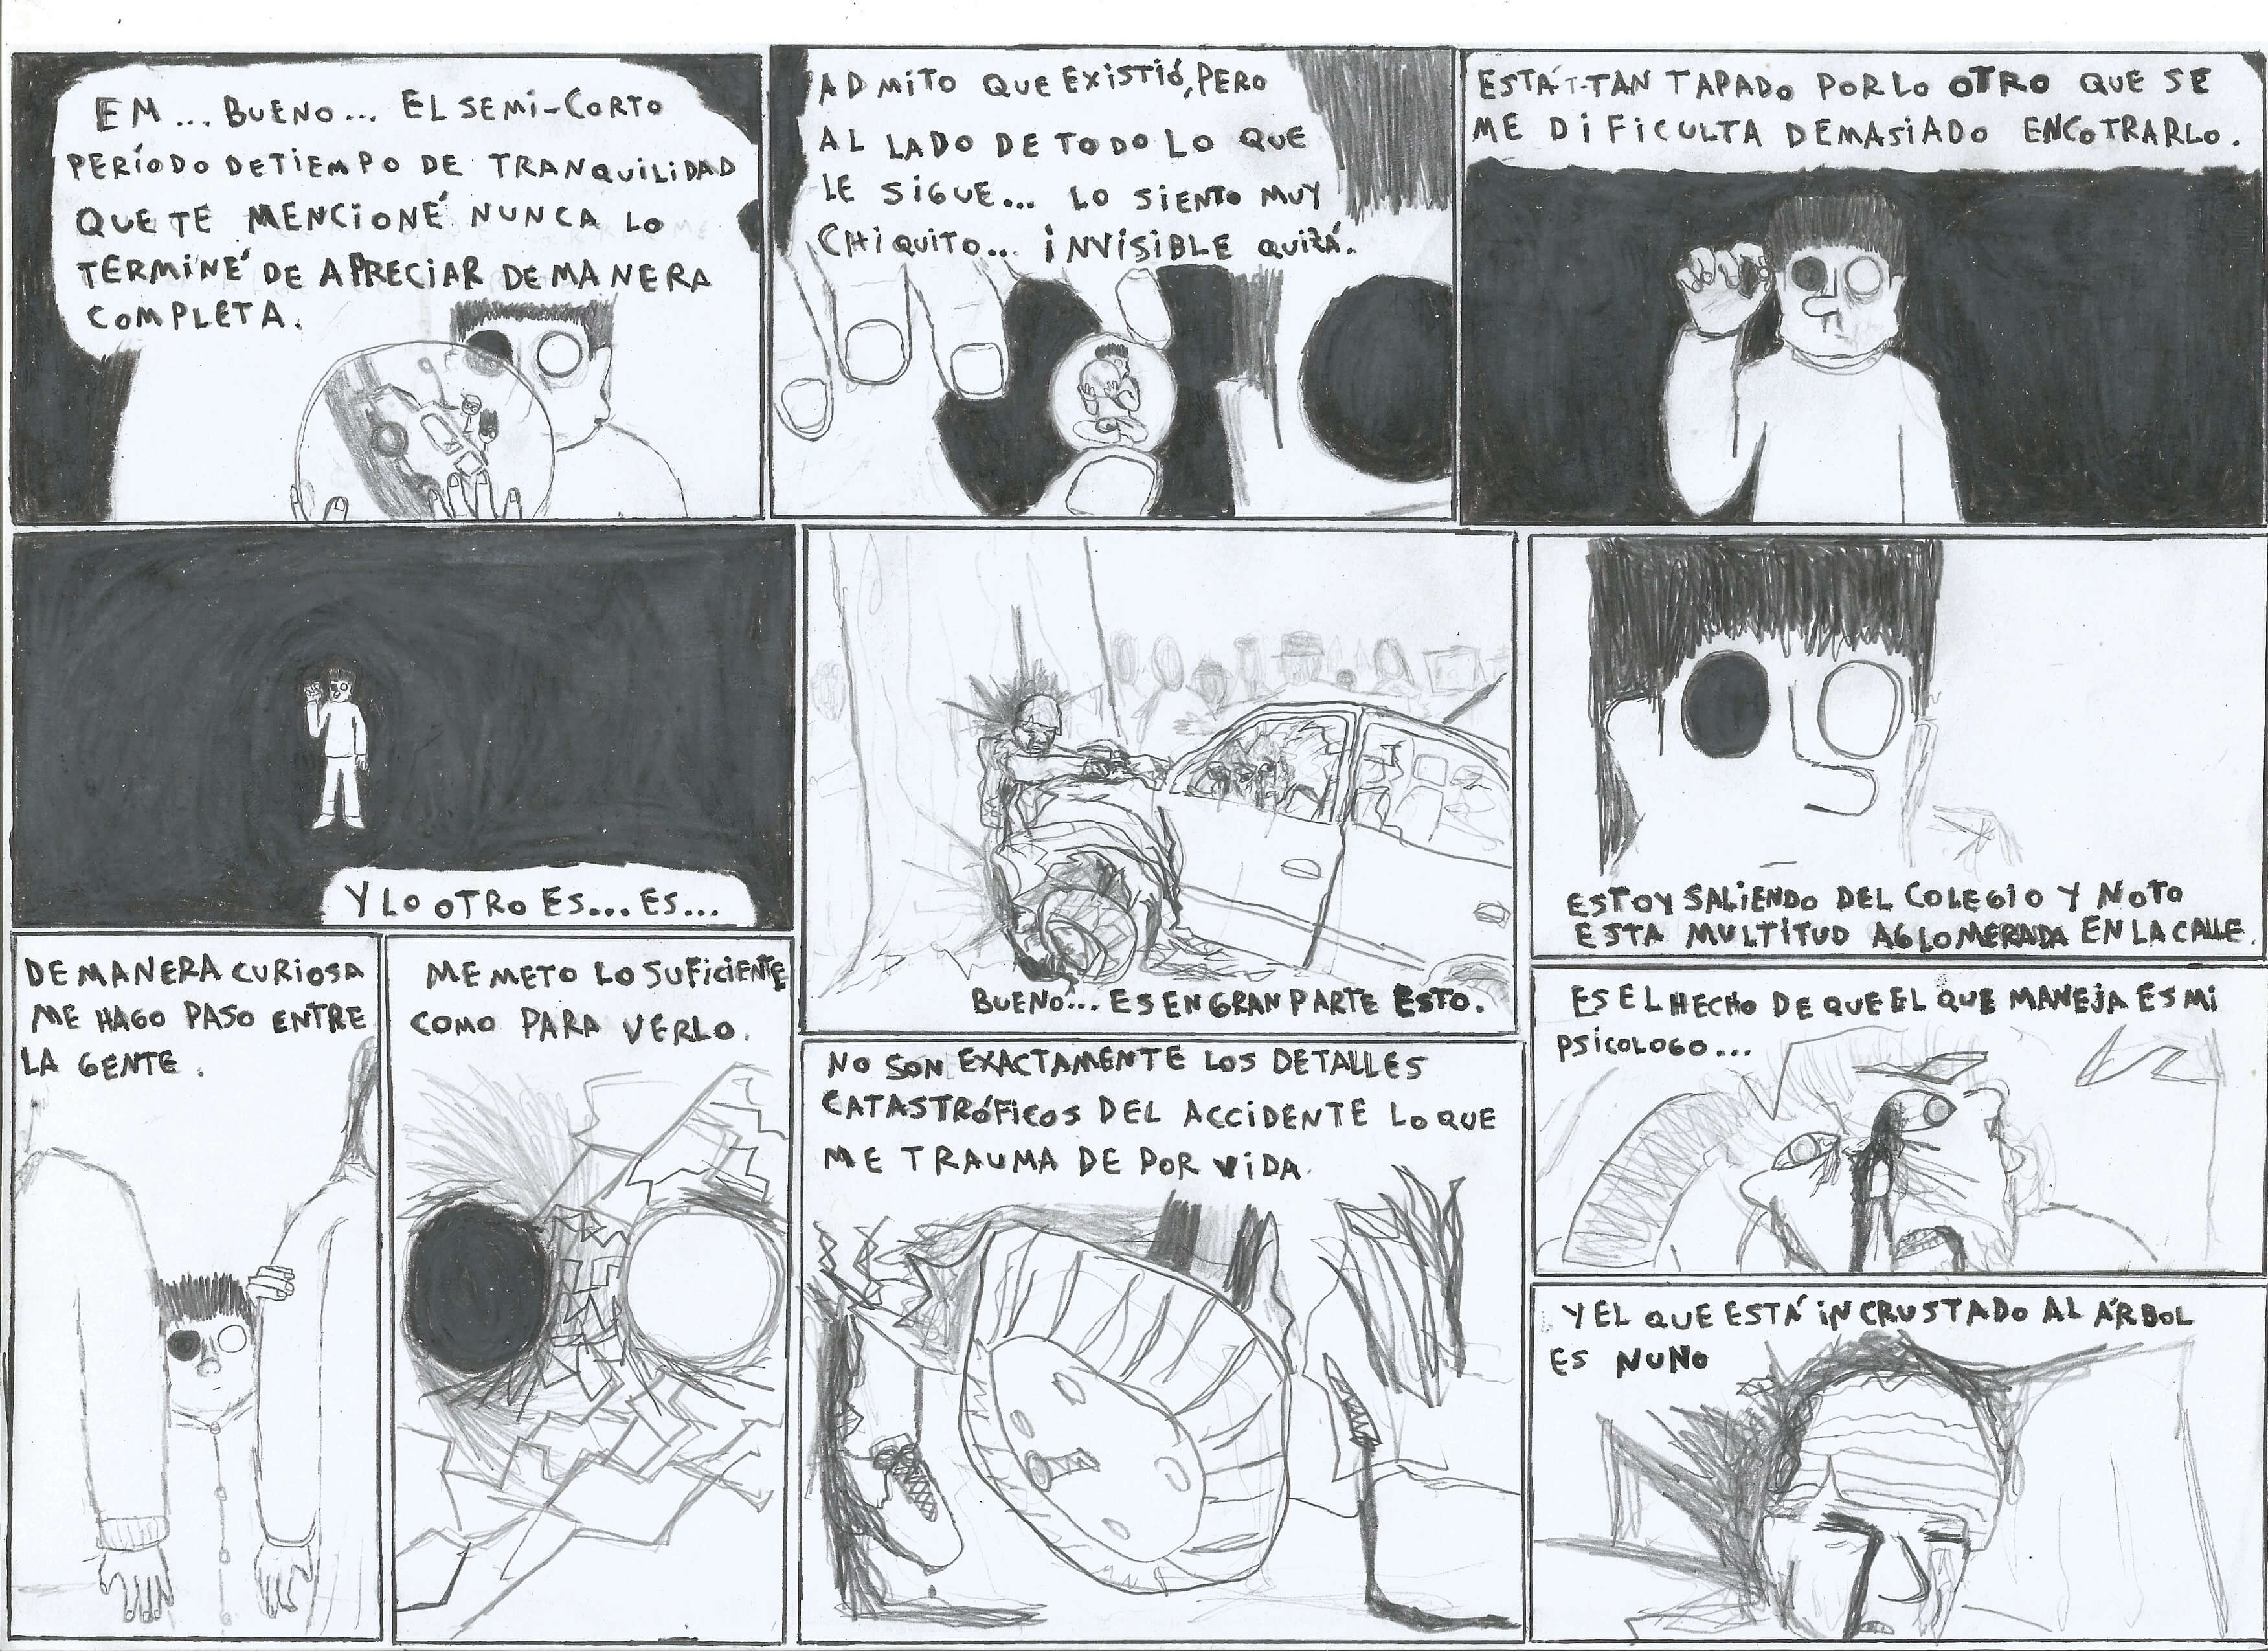 EM... BUENO... EL SEMI-CORTO
PERÍODO DE TIEMPO DE TRANQUILIDAD
QUE TE MENCIONÉ NUNCA LO
TERMINÉ DE APRECIAR DE MANERA
COMPLETA.
ADMITO QUE EXISTIÓ, PERO
AL LADO DE TODO LO QUE
LE SIGUE... LO SIENTO MUY
CHIQUITO... INVISIBLE QUIZÁ.
ESTÁ T-TAN TAPADO POR LO OTRO QUE SE
ME DIFICULTA DEMASIADO ENCOTRARLO.
Y LO OTRO ES... ES...
BUENO... ES EN GRAN PARTE ESTO.
ESTOY SALIENDO DEL COLEGIO Y NOTO
ESTA MULTITUD AGLOMERADA EN LA CALLE.
DE MANERA CURIOSA
ME HAGO PASO ENTRE
LA GENTE.
ME METO LO SUFICIENTE
COMO PARA VERLO.
NO SON EXACTAMENTE LOS DETALLES
CATASTRÓFICOS DEL ACCIDENTE LO QUE
ME TRAUMA DE POR VIDA.
ES EL HECHO DE QUE EL QUE MANEJA ES MI
PSICOLOGO...
Y EL QUE ESTÁ INCRUSTADO AL ÁRBOL
ES NUNO